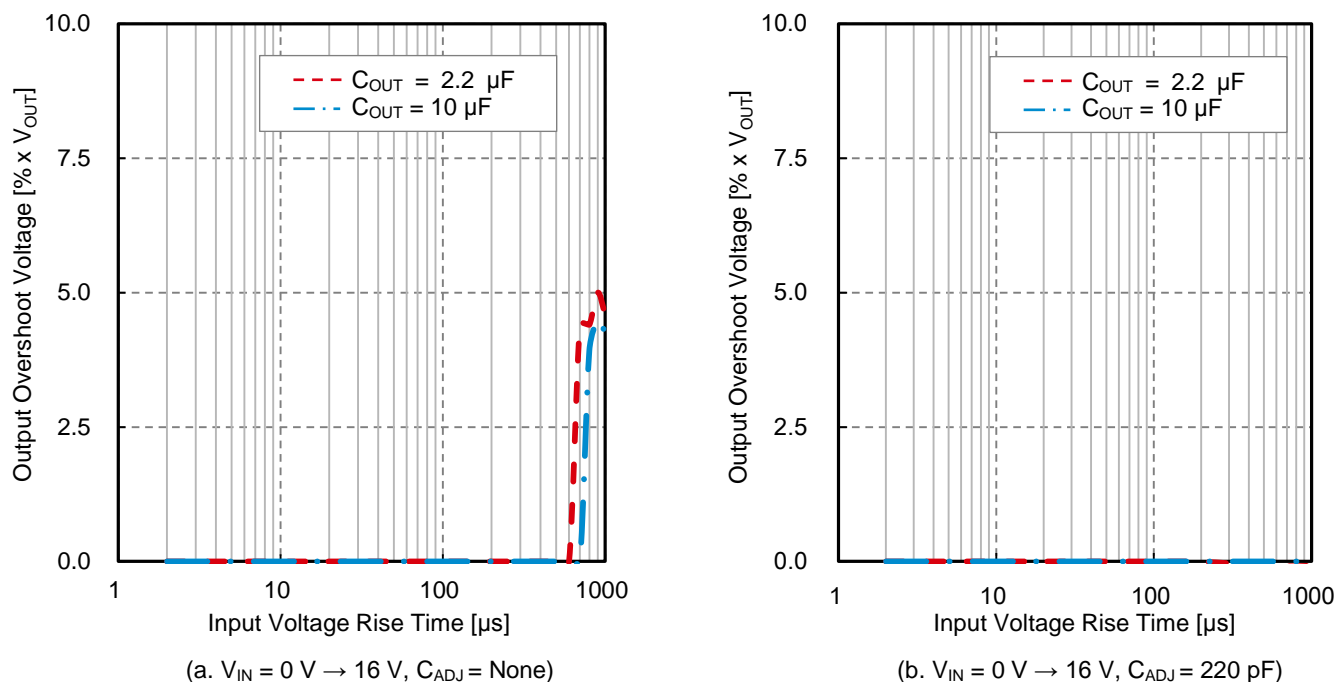 10.0
7.5
5.0
2.5
0.0
Output Overshoot Voltage [% x VOUT]
COUT = 2.2 µF
COUT = 10 µF
1
10
100
1000
Input Voltage Rise Time [µs]
(a. VIN = 0 V → 16 V, CADJ = None)
10.0
7.5
5.0
2.5
0.0
Output Overshoot Voltage [% x VOUT]
COUT = 2.2 µF
COUT = 10 µF
1
10
100
1000
Input Voltage Rise Time [µs]
(b. VIN = 0 V → 16 V, CADJ = 220 pF)